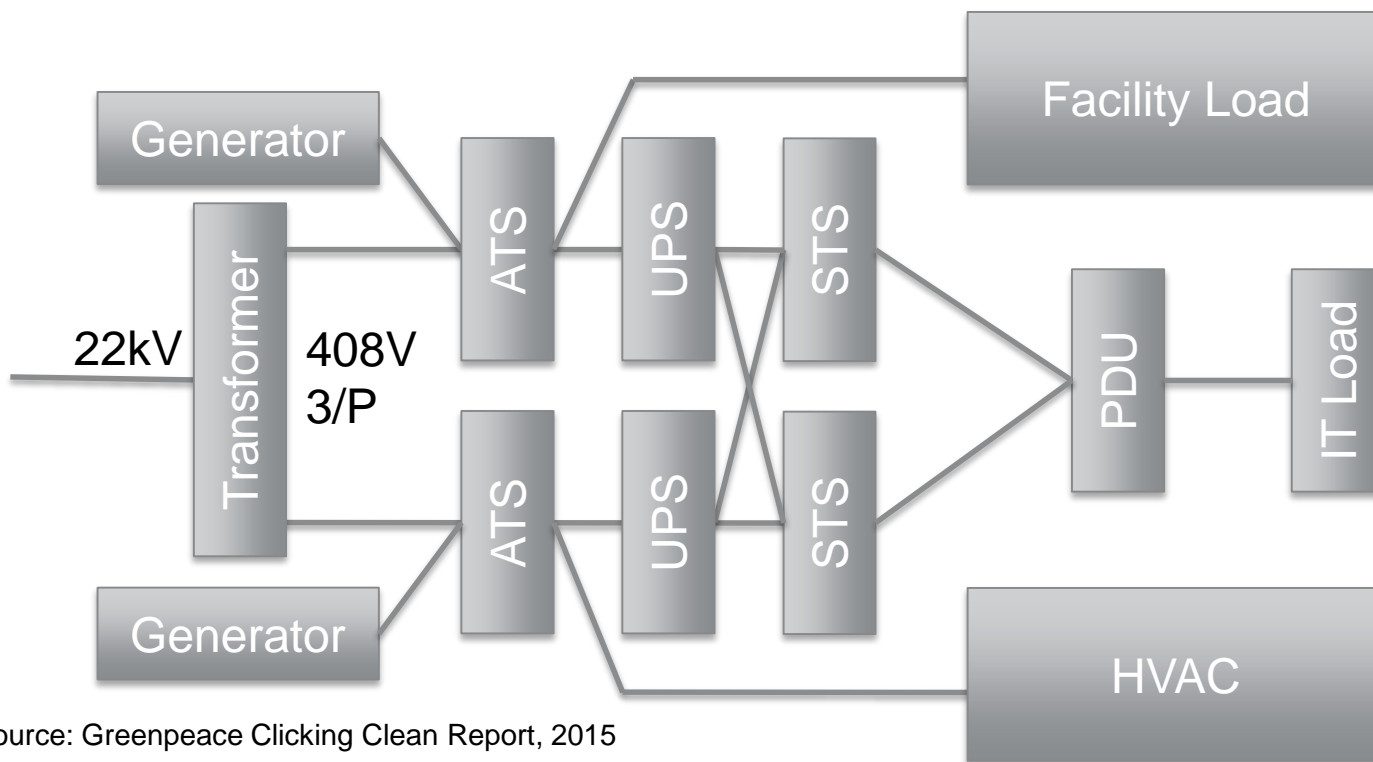 Facility Load
Generator
ATS
UPS
STS
Transformer
22kV
408V
3/P
PDU
IT Load
ATS
UPS
STS
Generator
HVAC
ource: Greenpeace Clicking Clean Report, 2015